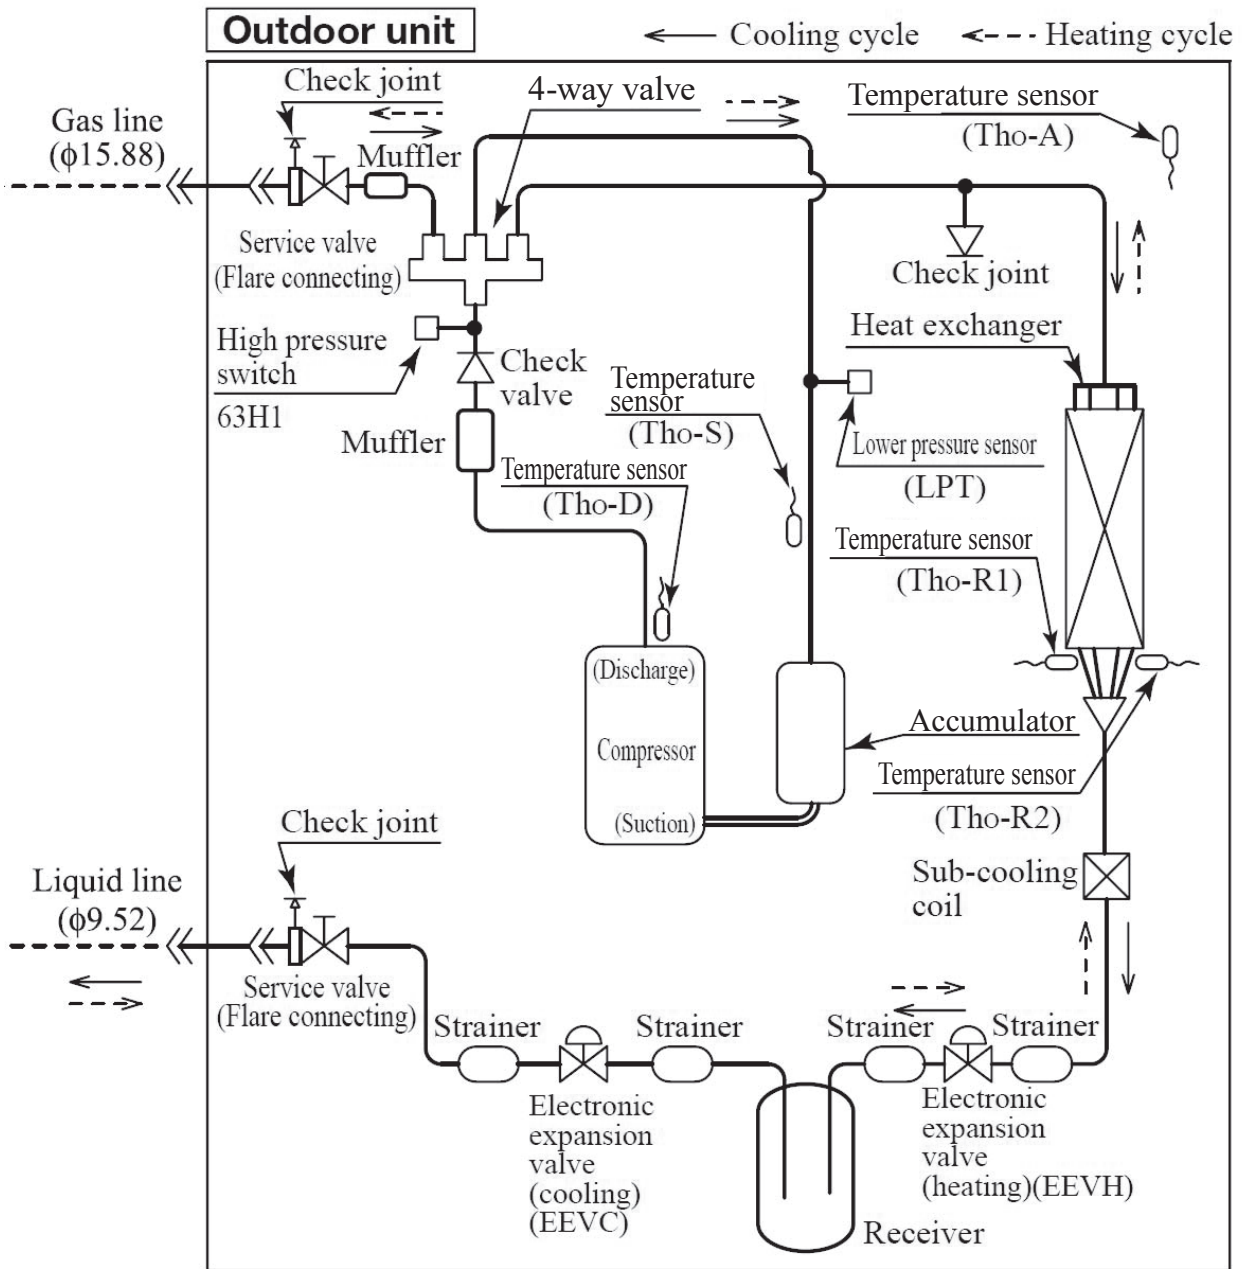 Outdoor unit
Cooling cycle
Heating cycle
Check joint
4-way valve
Temperature sensor
(Tho-A)
Gas line
(ϕ15.88)
Muffler
Service valve
(Flare connecting)
Check joint
Heat exchanger
High pressure
switch
63H1
Check
valve
Muffler
Temperature
sensor
(Tho-S)
Lower pressure sensor
(LPT)
Temperature sensor
(Tho-D)
Temperature sensor
(Tho-R1)
(Discharge)
Compressor
(Suction)
Accumulator
Temperature sensor
(Tho-R2)
Check joint
Liquid line
(ϕ9.52)
Sub-cooling
coil
Service valve
(Flare connecting)
Strainer
Strainer
Strainer
Strainer
Electronic
expansion
valve
(cooling)
(EEVC)
Electronic
expansion
valve
(heating)(EEVH)
Receiver